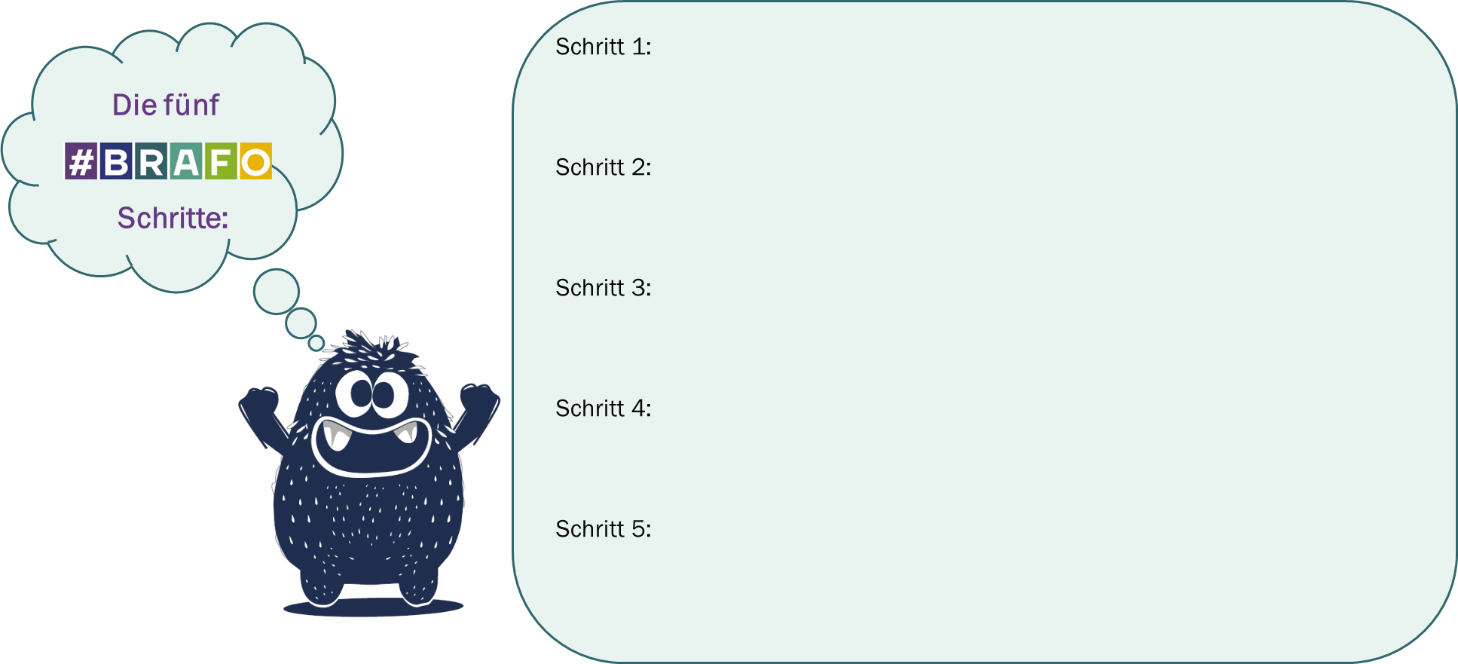 Die fünf
#BRAFO
Schritte:
Schritt 1:
Schritt 2:
Schritt 3:
Schritt 4:
Schritt 5: